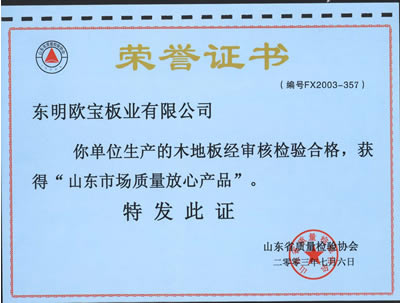 荣誉证书
（编号FX2003-357）
东明欧宝板业有限公司
你单位生产的木地板经审核检验合格，获
得“山东市场质量放心产品”。
特发此证
山东省质量检验协会
二零零三年七月六日